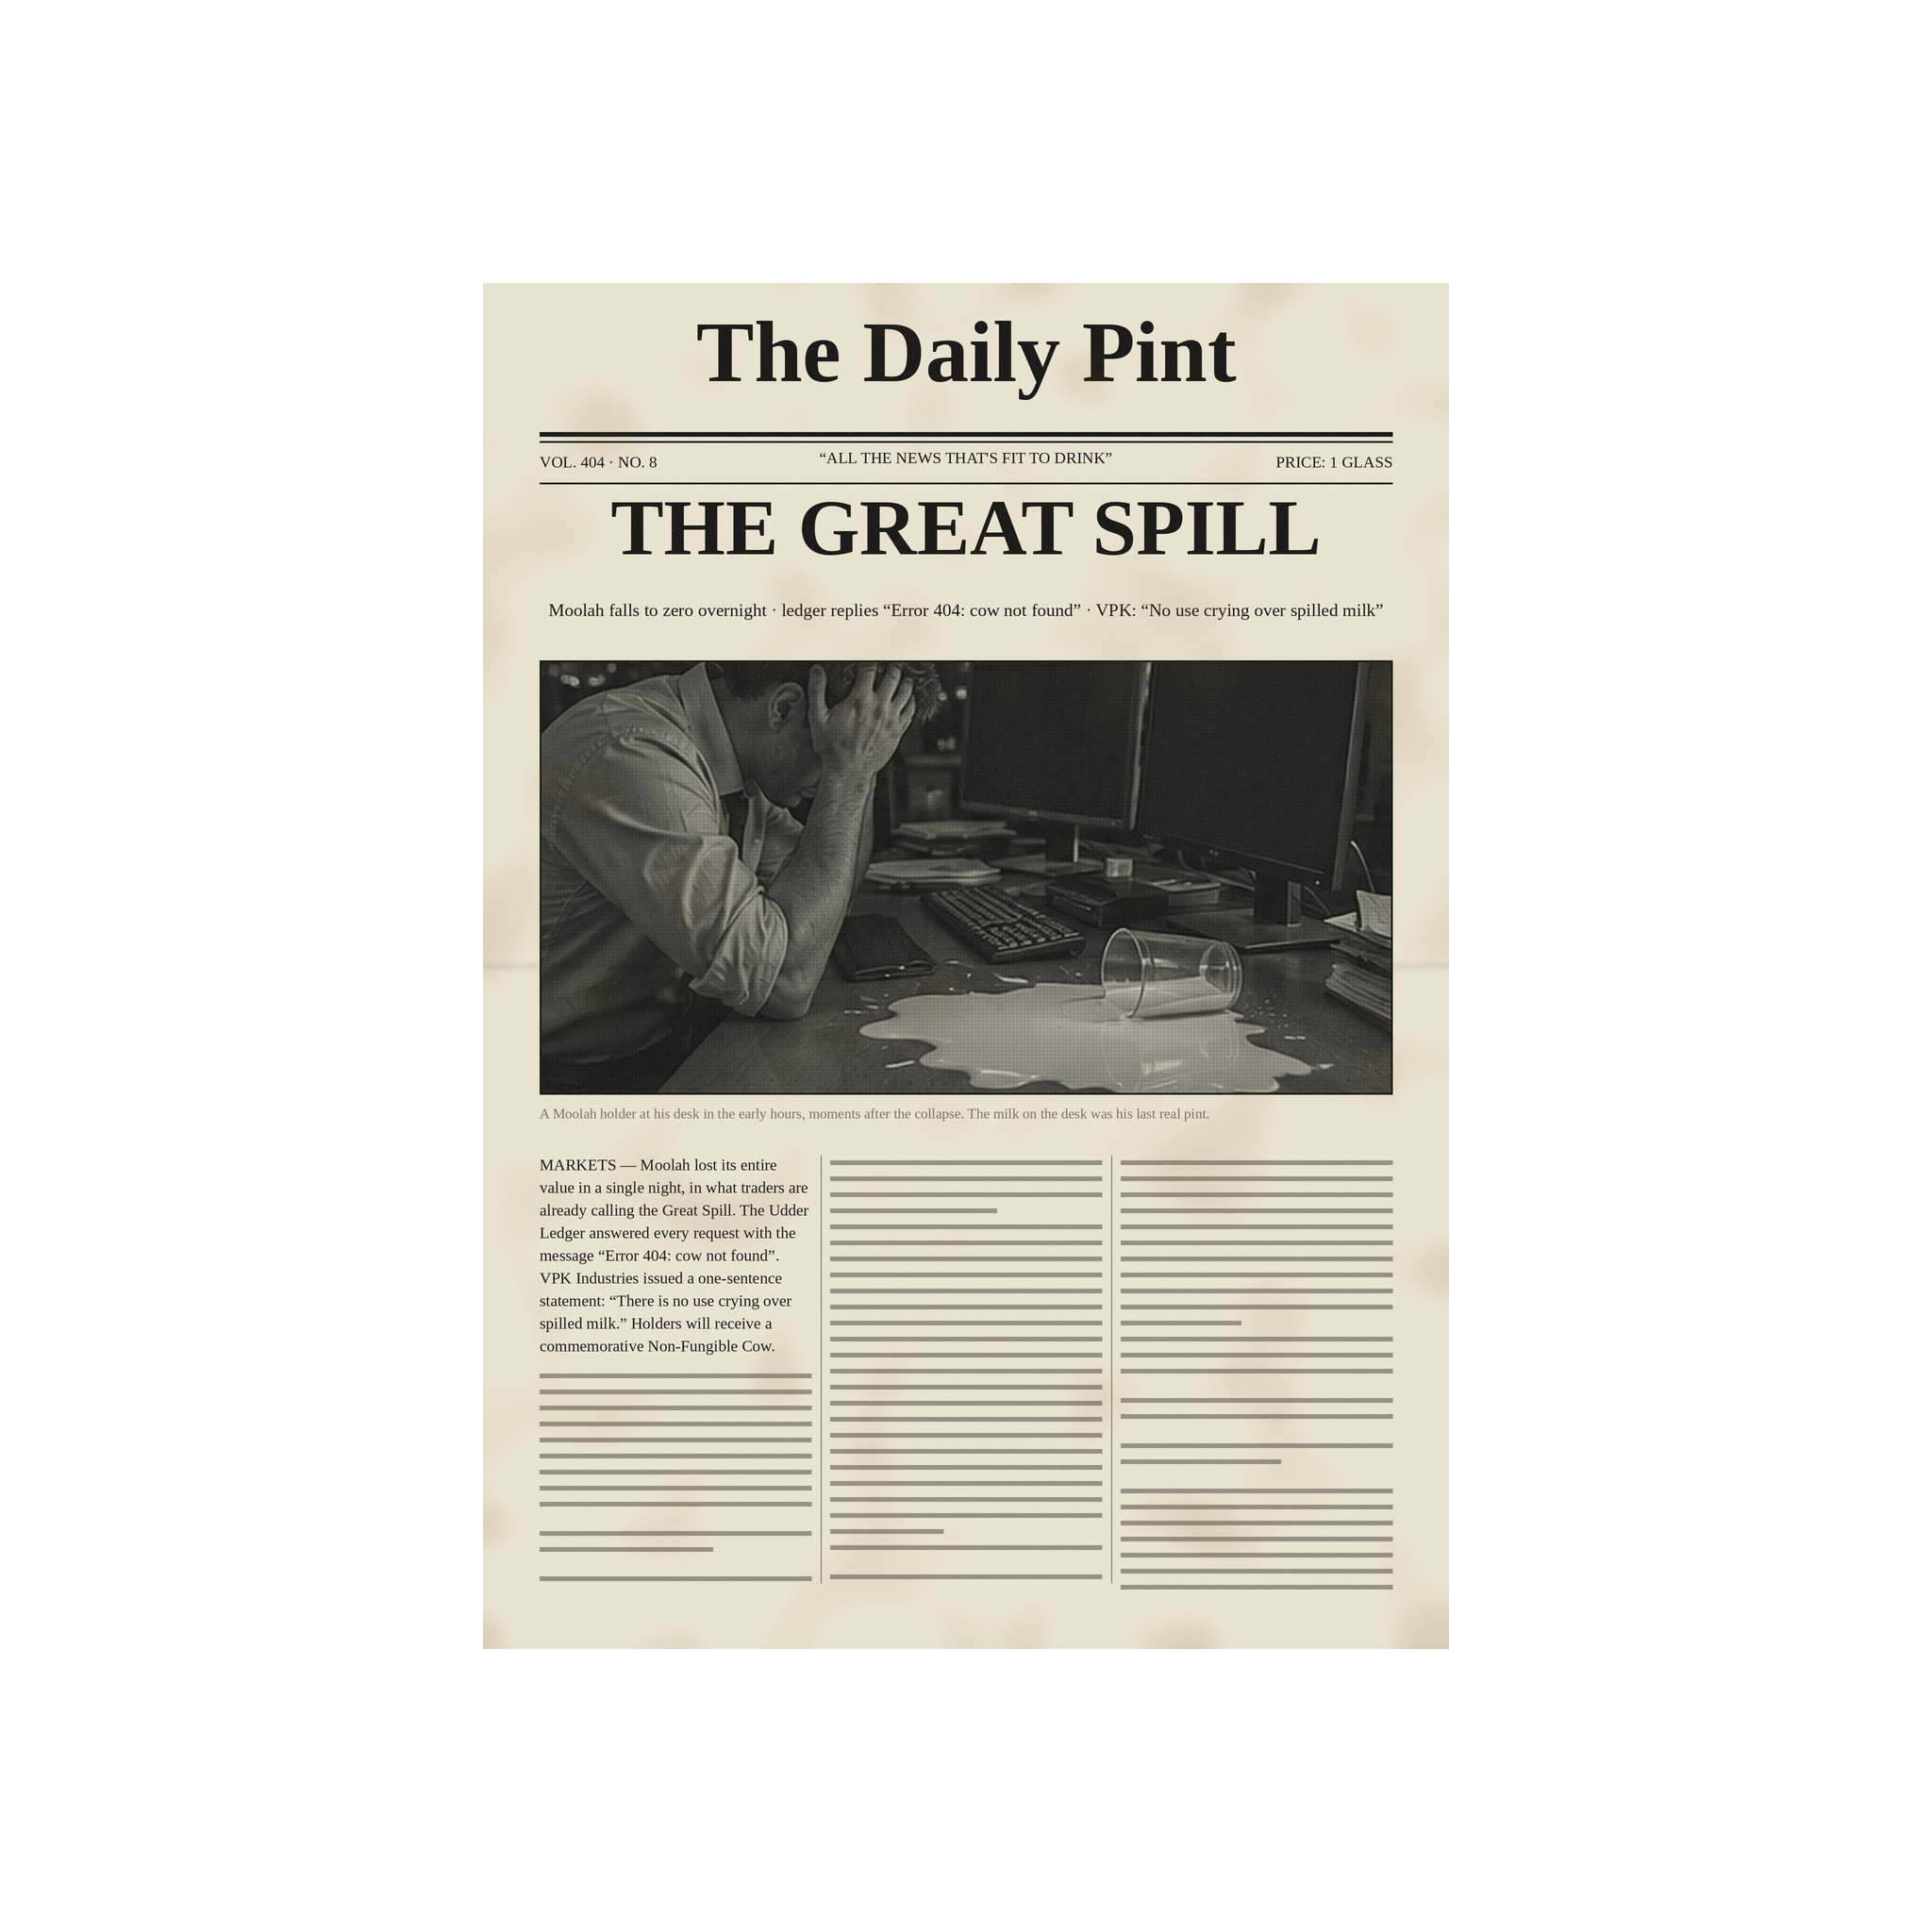 The Daily Pint
VOL. 404 · NO. 8
“ALL THE NEWS THAT'S FIT TO DRINK”
PRICE: 1 GLASS
THE GREAT SPILL
Moolah falls to zero overnight · ledger replies “Error 404: cow not found” · VPK: “No use crying over spilled milk”
A Moolah holder at his desk in the early hours, moments after the collapse. The milk on the desk was his last real pint.
MARKETS — Moolah lost its entire
value in a single night, in what traders are
already calling the Great Spill. The Udder
Ledger answered every request with the
message “Error 404: cow not found”.
VPK Industries issued a one-sentence
statement: “There is no use crying over
spilled milk.” Holders will receive a
commemorative Non-Fungible Cow.